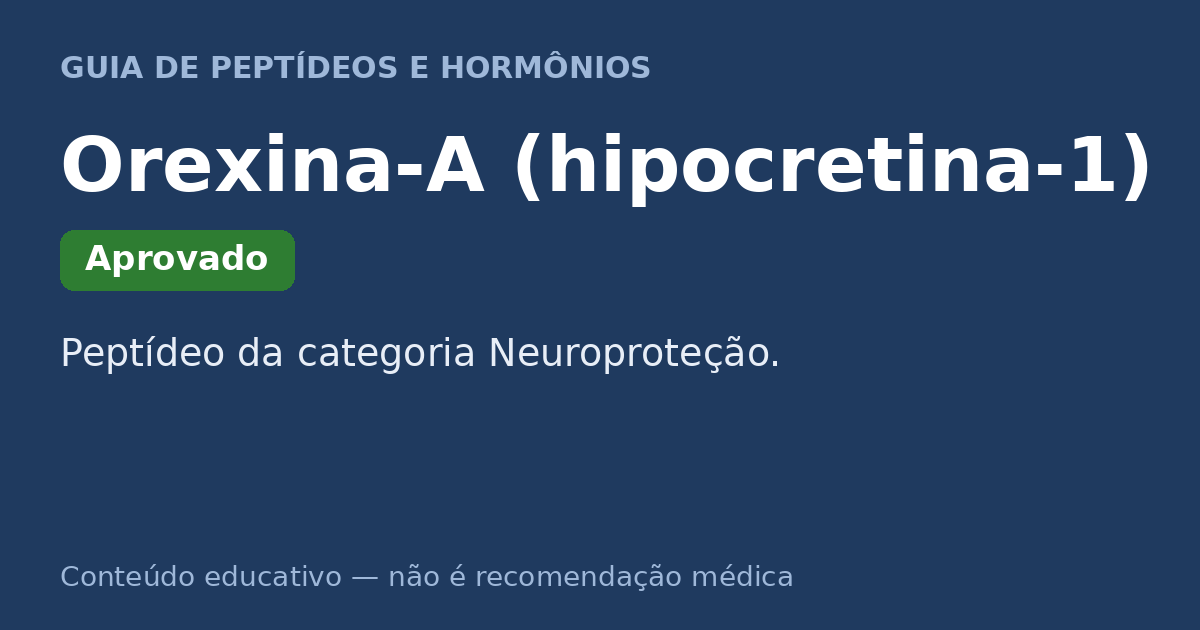 GUIA DE PEPTÍDEOS E HORMÔNIOS
Orexina-A (hipocretina-1)
Aprovado
Peptídeo da categoria Neuroproteção.
Conteúdo educativo — não é recomendação médica